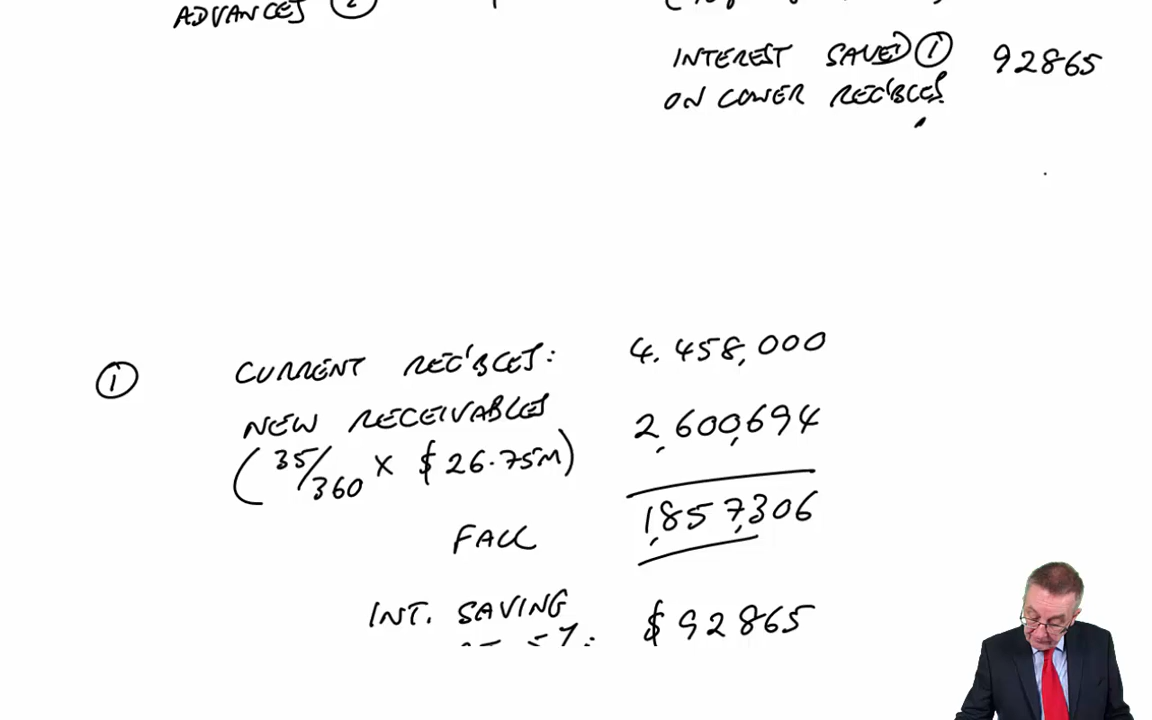 ADVANCES 2
INTEREST SAVED 1 92865
ON LOWER REC'BLES
1 CURRENT REC'BLES: 4.458,000
NEW RECEIVABLES 2,600,694
(35/360 X $26.75M)
FALL 1,857,306
INT. SAVING $92865
5%: